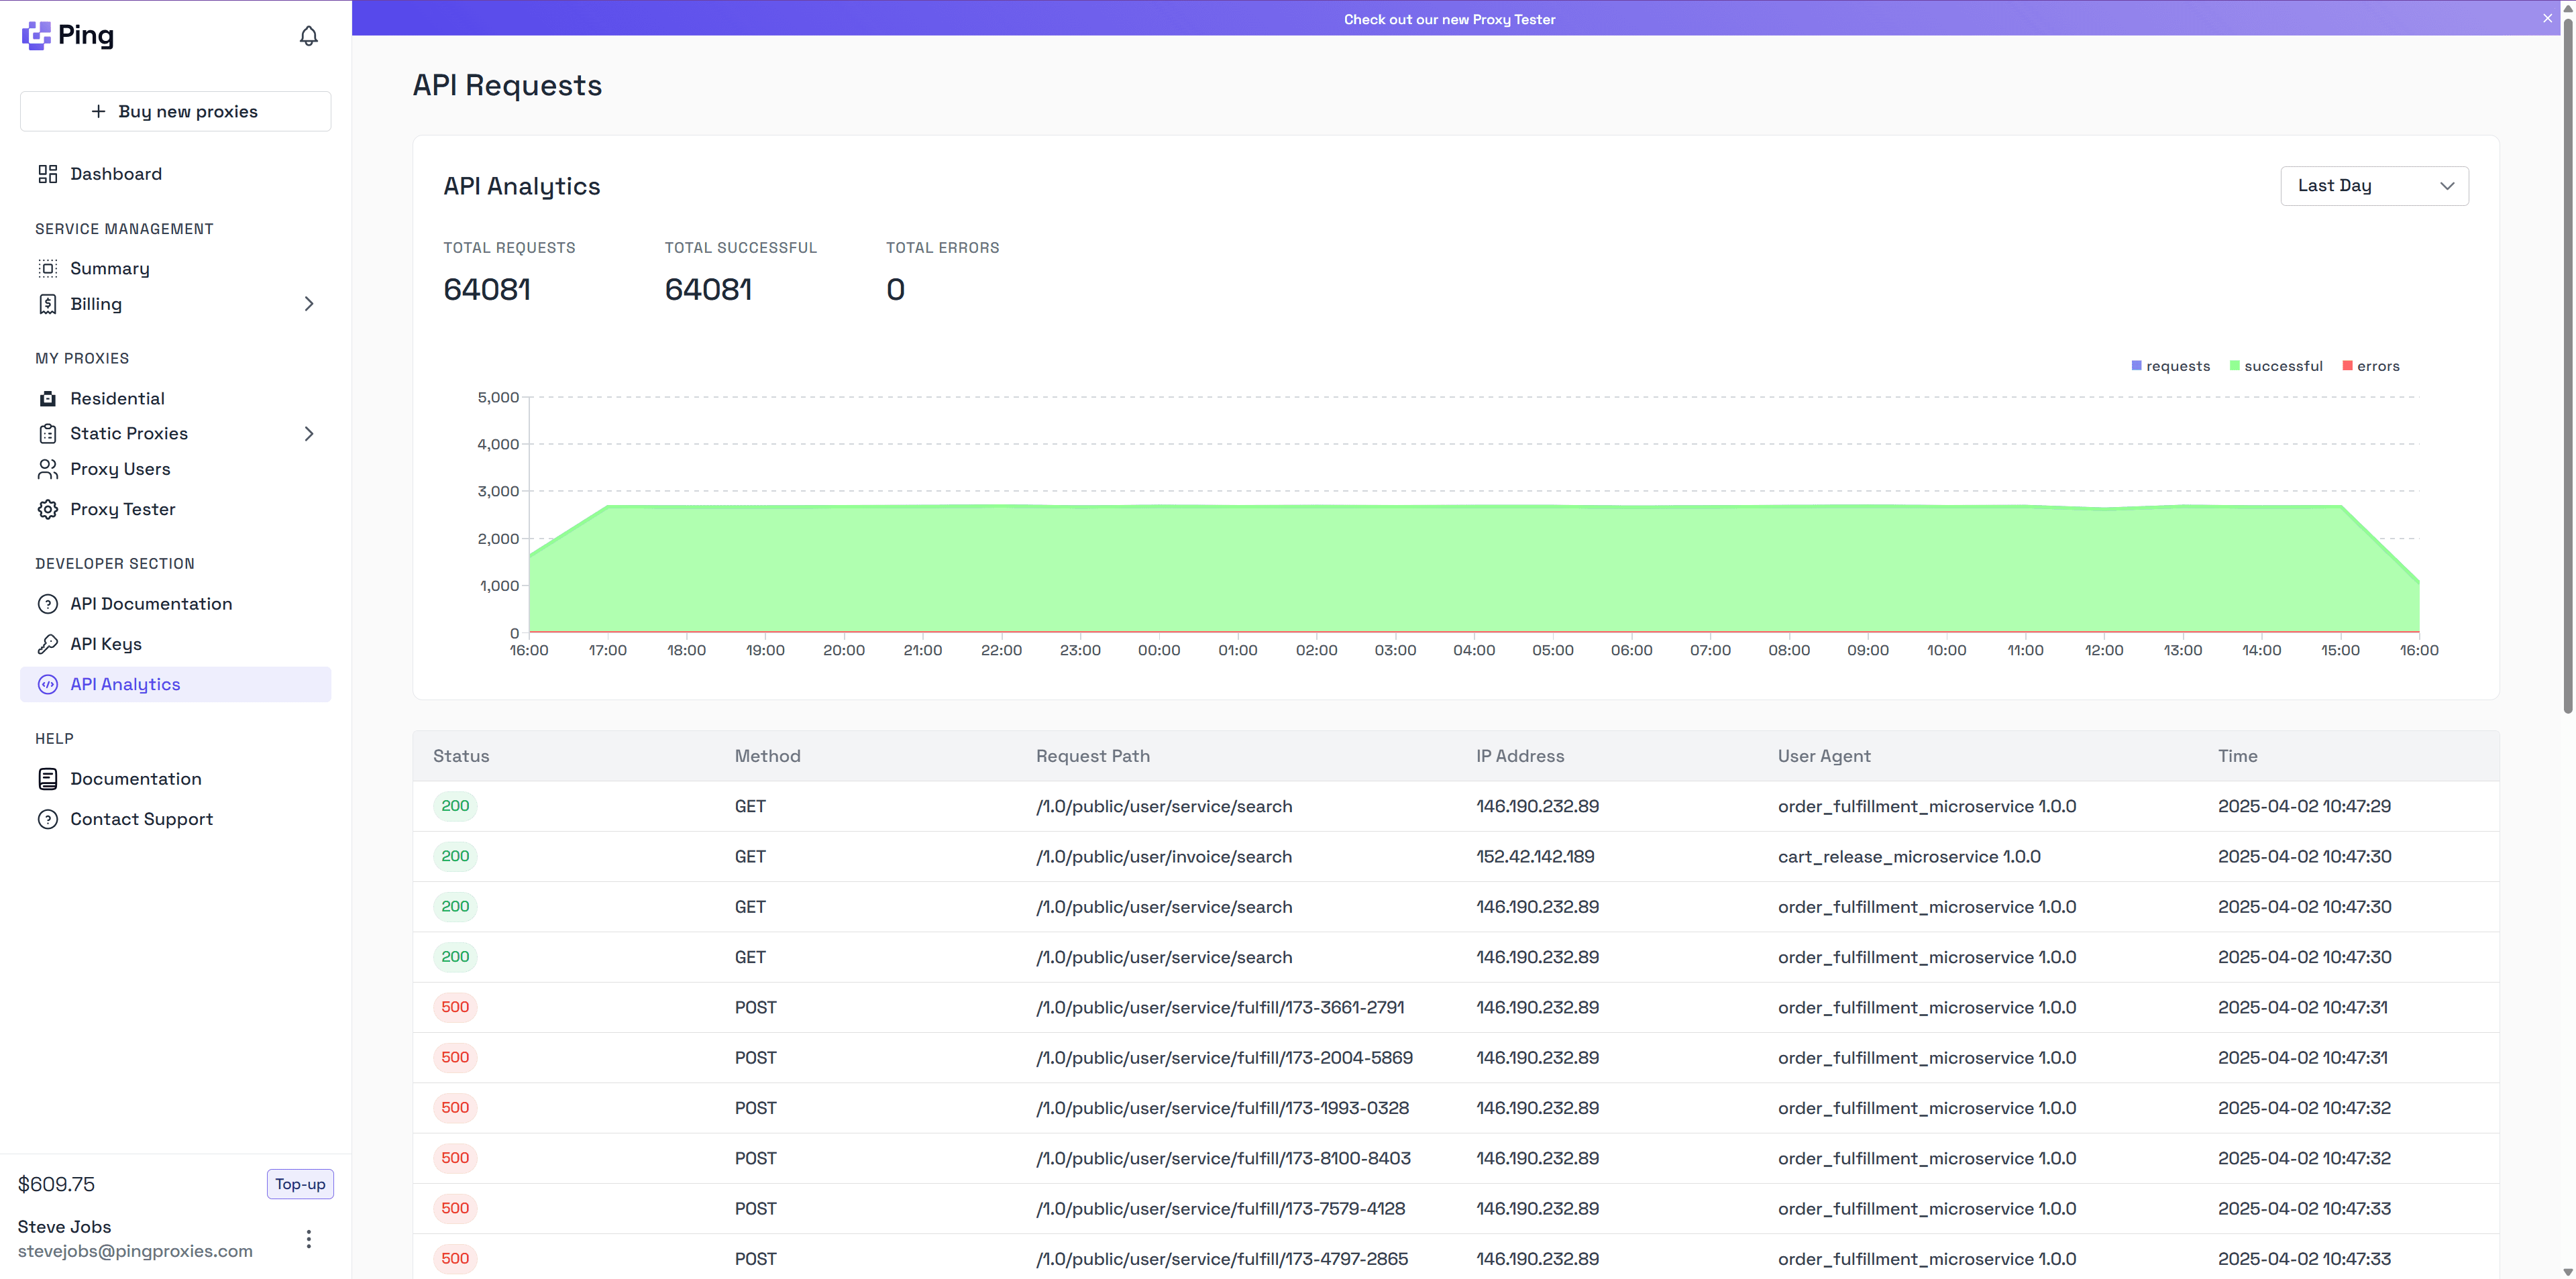 Ping
Check out our new Proxy Tester
Buy new proxies
Dashboard
SERVICE MANAGEMENT
Summary
Billing
MY PROXIES
Residential
Static Proxies
Proxy Users
Proxy Tester
DEVELOPER SECTION
API Documentation
API Keys
API Analytics
HELP
Documentation
Contact Support
$609.75 Top-up
Steve Jobs
stevejobs@pingproxies.com
API Requests
API Analytics Last Day
TOTAL REQUESTS TOTAL SUCCESSFUL TOTAL ERRORS
64081 64081 0
requests successful errors
5,000
4,000
3,000
2,000
1,000
0
16:00 17:00 18:00 19:00 20:00 21:00 22:00 23:00 00:00 01:00 02:00 03:00 04:00 05:00 06:00 07:00 08:00 09:00 10:00 11:00 12:00 13:00 14:00 15:00 16:00
Status Method Request Path IP Address User Agent Time
200 GET /1.0/public/user/service/search 146.190.232.89 order_fulfillment_microservice 1.0.0 2025-04-02 10:47:29
200 GET /1.0/public/user/invoice/search 152.42.142.189 cart_release_microservice 1.0.0 2025-04-02 10:47:30
200 GET /1.0/public/user/service/search 146.190.232.89 order_fulfillment_microservice 1.0.0 2025-04-02 10:47:30
200 GET /1.0/public/user/service/search 146.190.232.89 order_fulfillment_microservice 1.0.0 2025-04-02 10:47:30
500 POST /1.0/public/user/service/fulfill/173-3661-2791 146.190.232.89 order_fulfillment_microservice 1.0.0 2025-04-02 10:47:31
500 POST /1.0/public/user/service/fulfill/173-2004-5869 146.190.232.89 order_fulfillment_microservice 1.0.0 2025-04-02 10:47:31
500 POST /1.0/public/user/service/fulfill/173-1993-0328 146.190.232.89 order_fulfillment_microservice 1.0.0 2025-04-02 10:47:32
500 POST /1.0/public/user/service/fulfill/173-8100-8403 146.190.232.89 order_fulfillment_microservice 1.0.0 2025-04-02 10:47:32
500 POST /1.0/public/user/service/fulfill/173-7579-4128 146.190.232.89 order_fulfillment_microservice 1.0.0 2025-04-02 10:47:33
500 POST /1.0/public/user/service/fulfill/173-4797-2865 146.190.232.89 order_fulfillment_microservice 1.0.0 2025-04-02 10:47:33